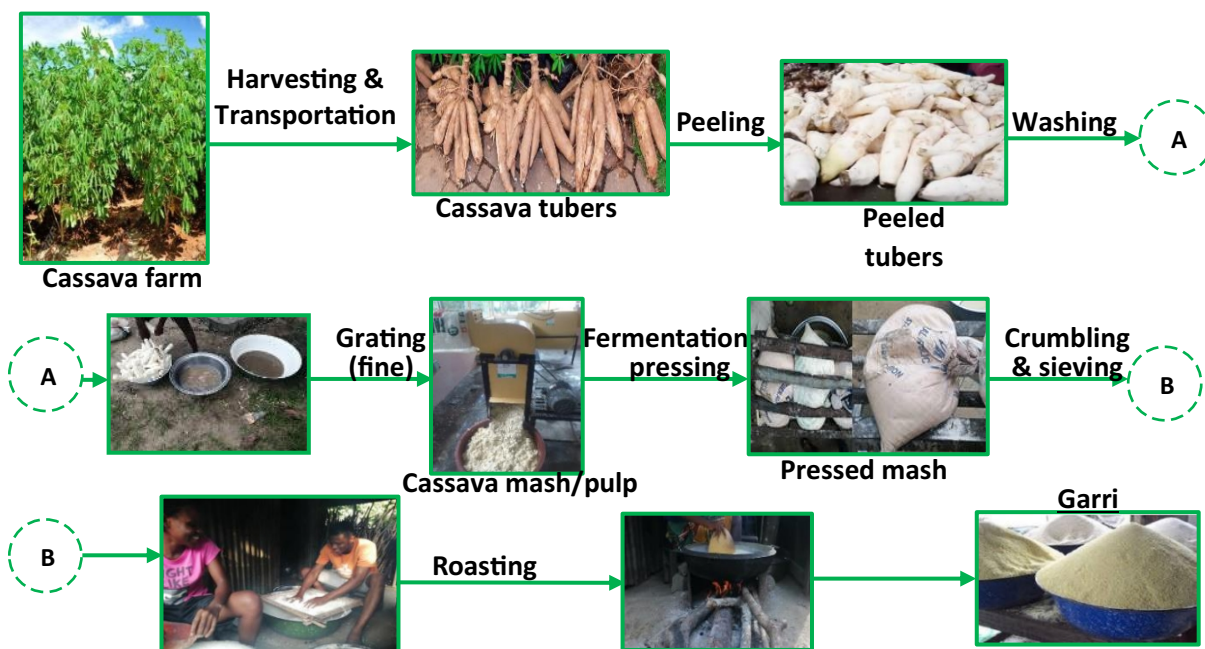 Harvesting &
Transportation
Peeling
Washing
A
Cassava tubers
Peeled
tubers
Cassava farm
A
Grating
(fine)
Fermentation
pressing
Crumbling
& sieving
B
Cassava mash/pulp
Pressed mash
Garri
B
Roasting